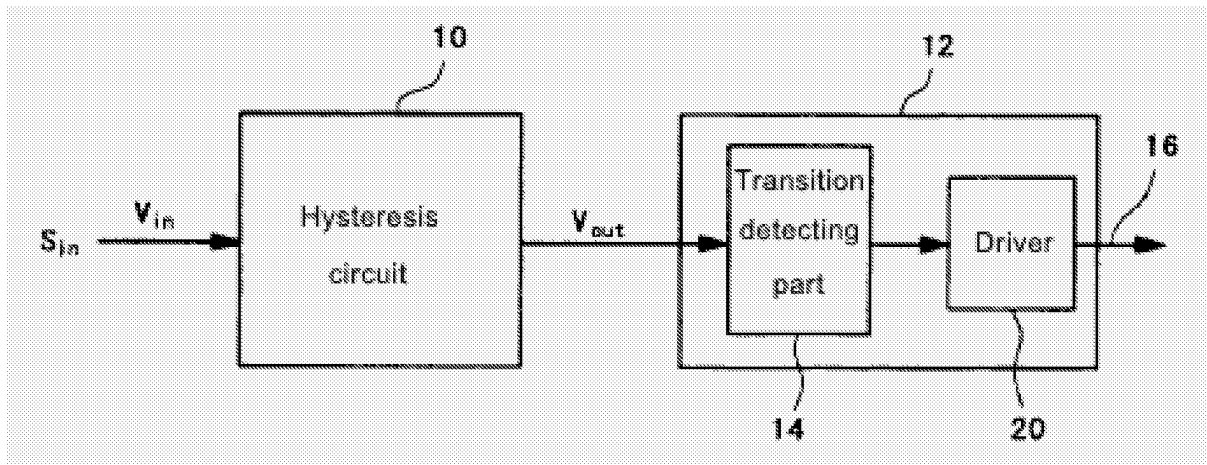 10
12
16
S_in
V_in
Hysteresis
circuit
V_out
Transition
detecting
part
Driver
14
20